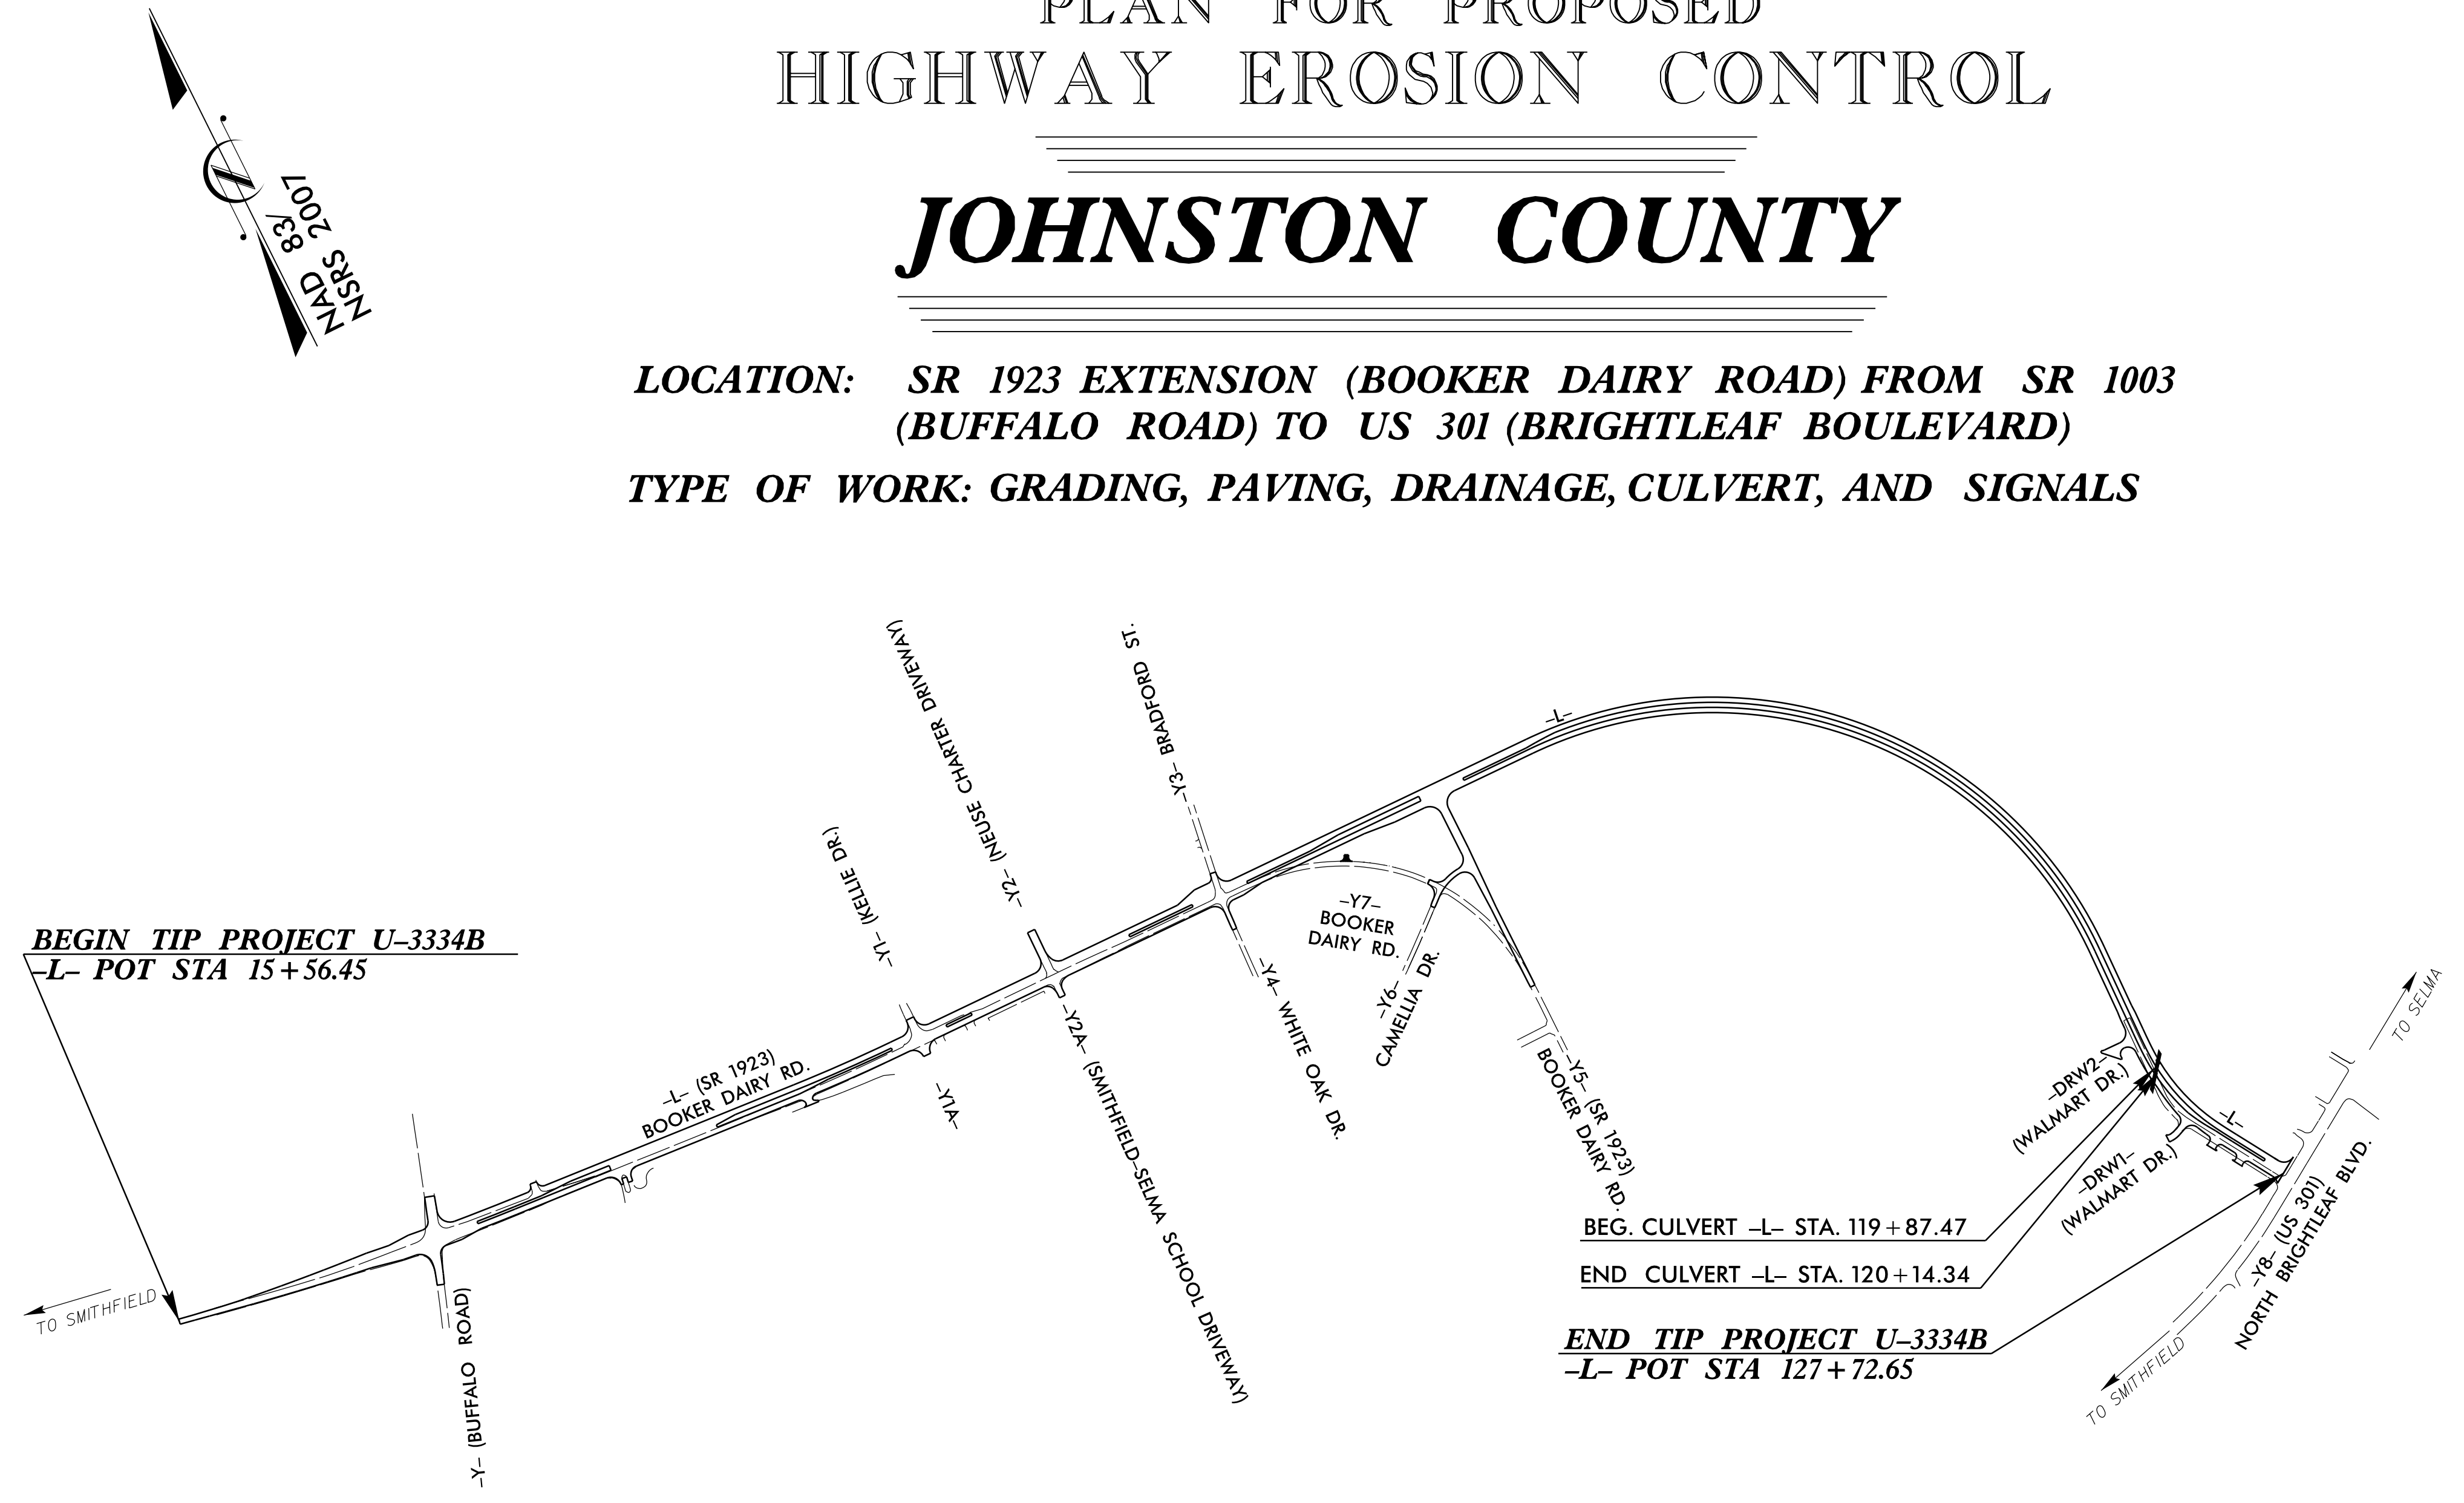 PLAN FOR PROPOSED
HIGHWAY EROSION CONTROL
JOHNSTON COUNTY
LOCATION: SR 1923 EXTENSION (BOOKER DAIRY ROAD) FROM SR 1003
(BUFFALO ROAD) TO US 301 (BRIGHTLEAF BOULEVARD)
TYPE OF WORK: GRADING, PAVING, DRAINAGE, CULVERT, AND SIGNALS
N
NAD 83/
NSRS 2007
BEGIN TIP PROJECT U–3334B
–L– POT STA 15+56.45
TO SMITHFIELD
–Y– (BUFFALO ROAD)
–L– (SR 1923)
BOOKER DAIRY RD.
–Y1– (KELLIE DR.)
–Y1A–
–Y2– (NEUSE CHARTER DRIVEWAY)
–Y2A– (SMITHFIELD–SELMA SCHOOL DRIVEWAY)
–Y3– BRADFORD ST.
–Y4– WHITE OAK DR.
–Y7–
BOOKER
DAIRY RD.
–Y6–
CAMELLIA DR.
–Y5– (SR 1923)
BOOKER DAIRY RD.
–L–
–DRW2–
(WALMART DR.)
–DRW1–
(WALMART DR.)
–L–
TO SELMA
–Y8– (US 301)
NORTH BRIGHTLEAF BLVD.
TO SMITHFIELD
BEG. CULVERT –L– STA. 119+87.47
END CULVERT –L– STA. 120+14.34
END TIP PROJECT U–3334B
–L– POT STA 127+72.65